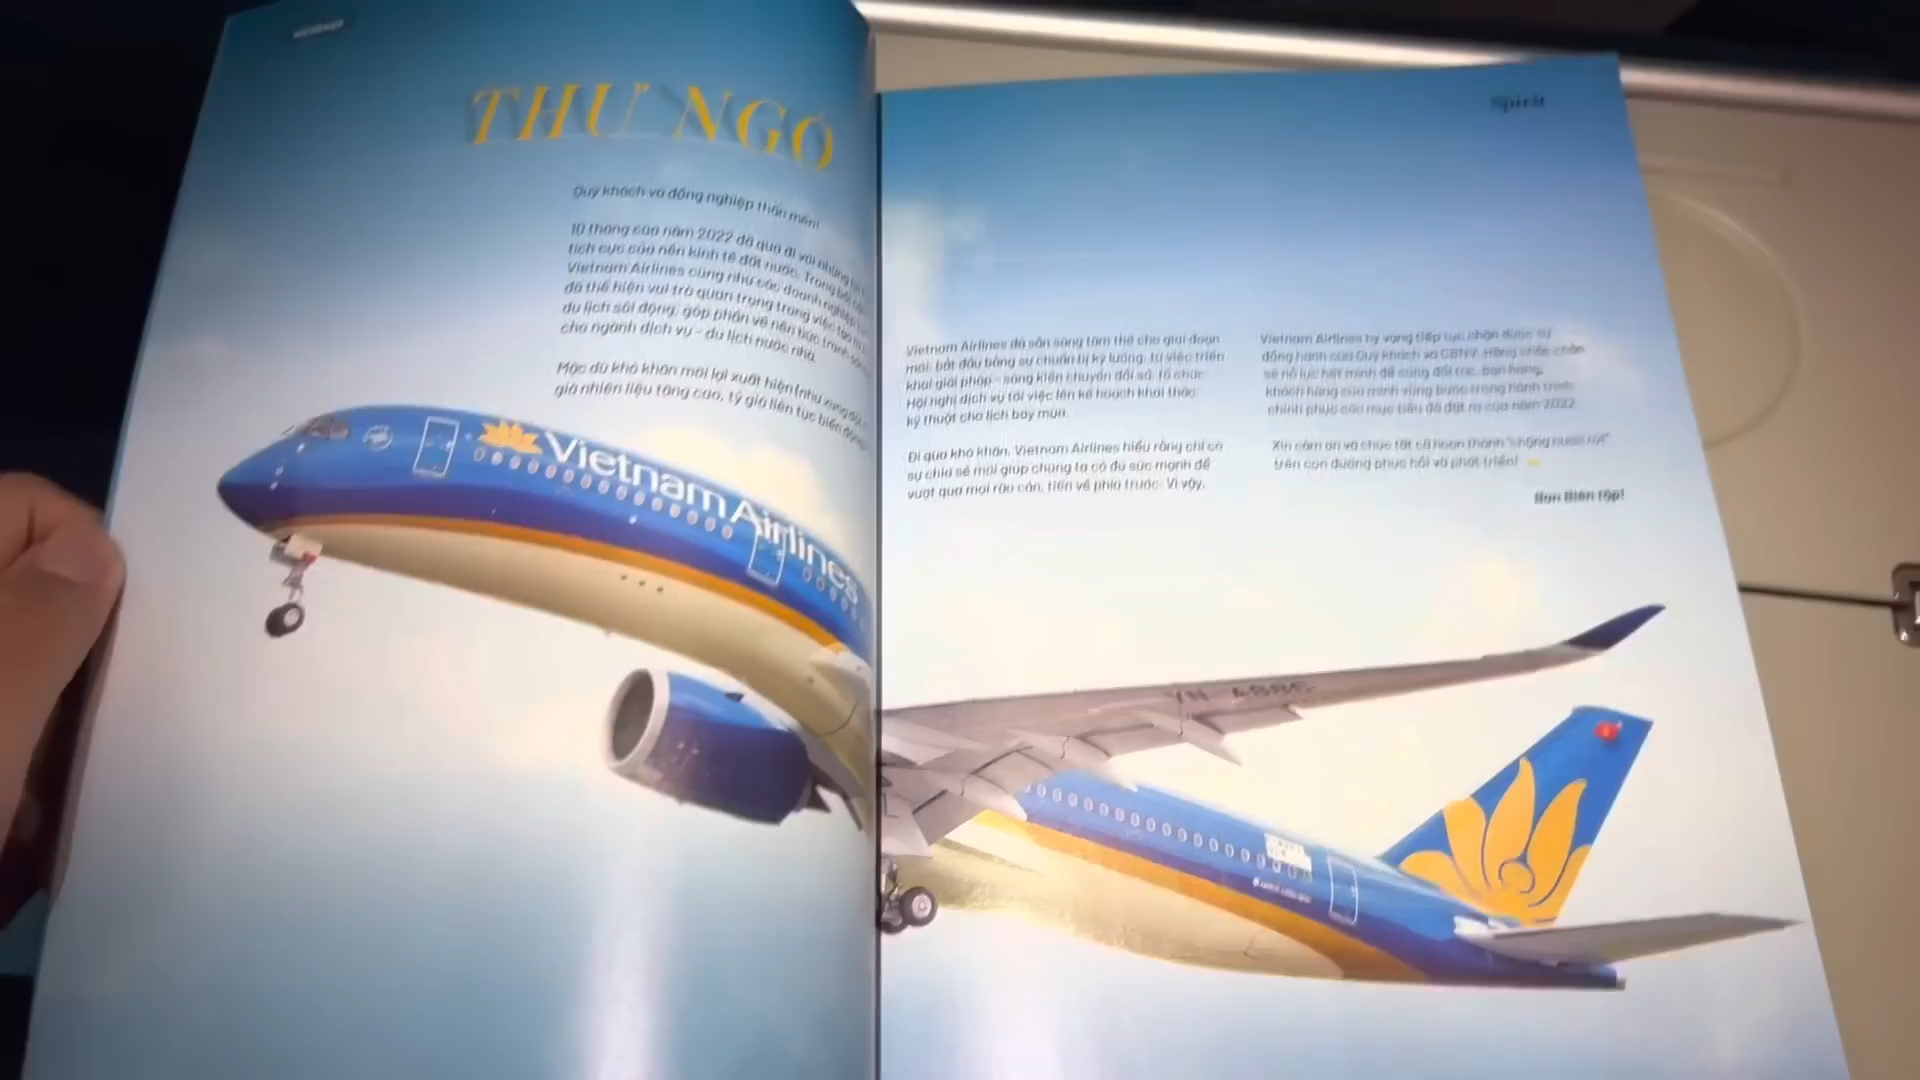 MESSAGE
THƯ NGỎ
Quý khách và đồng nghiệp thân mến!
10 tháng của năm 2022 đã qua đi với những
tích cực của nền kinh tế đất nước. Trong bối
Vietnam Airlines cũng như các doanh nghiệp
đã thể hiện vai trò quan trọng trong việc tạo
du lịch sôi động, góp phần vẽ nên bức tranh
cho ngành dịch vụ - du lịch nước nhà.
Mặc dù khó khăn mới lại xuất hiện như xung đột
giá nhiên liệu tăng cao, tỷ giá liên tục biến động
Spirit
Vietnam Airlines đã sẵn sàng tâm thế cho giai đoạn
mới, bắt đầu bằng sự chuẩn bị kỹ lưỡng, từ việc triển
khai giải pháp - sáng kiến chuyển đổi số, tổ chức
Hội nghị dịch vụ tới việc lên kế hoạch khai thác,
kỹ thuật cho lịch bay mùa.
Đi qua khó khăn, Vietnam Airlines hiểu rằng chỉ có
sự chia sẻ mới giúp chúng ta có đủ sức mạnh để
vượt qua mọi rào cản, tiến về phía trước. Vì vậy,
Vietnam Airlines hy vọng tiếp tục nhận được sự
đồng hành của Quý khách và CBNV. Hãng chắc chắn
sẽ nỗ lực hết mình để cùng đối tác, bạn hàng,
khách hàng của mình vững bước trong hành trình
chinh phục các mục tiêu đã đặt ra của năm 2022.
Xin cảm ơn và chúc tất cả hoàn thành "chặng nước rút"
trên con đường phục hồi và phát triển!
Ban Biên tập!
Vietnam Airlines
VN A886